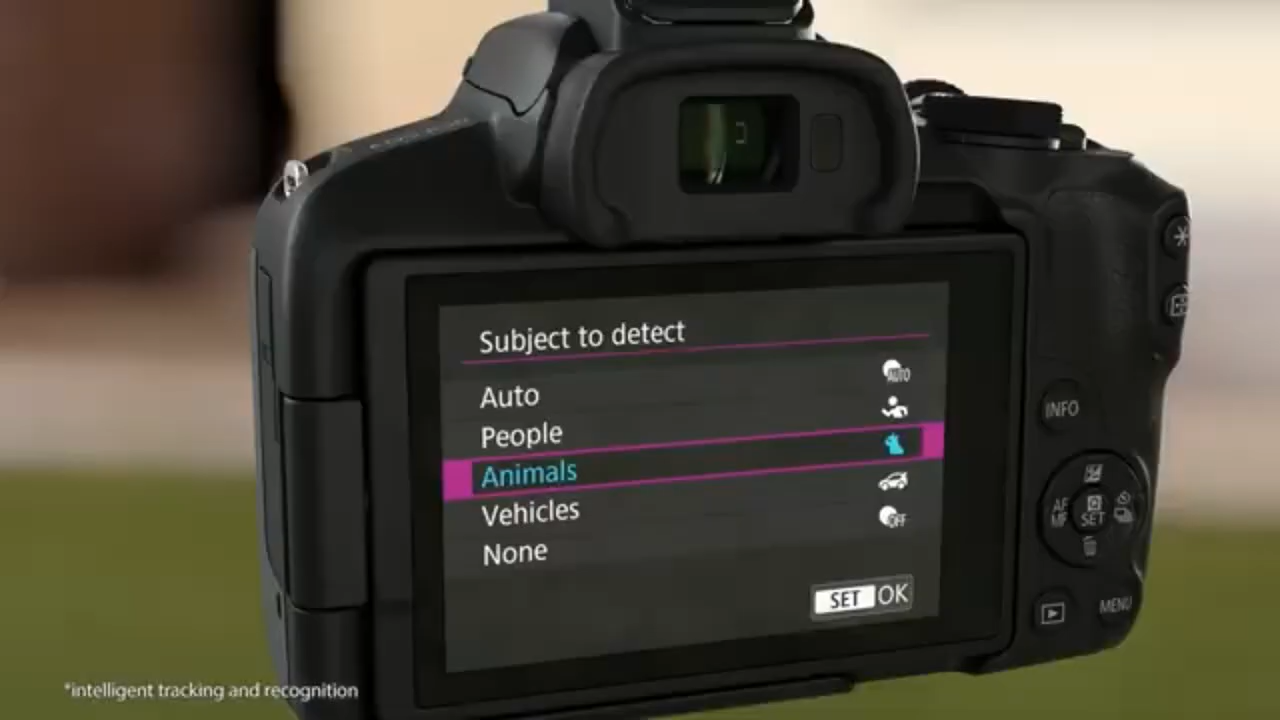 Subject to detect
Auto
AUTO
People
Animals
Vehicles
None
OFF
SET OK
INFO
AF
MF
SET
MENU
*intelligent tracking and recognition